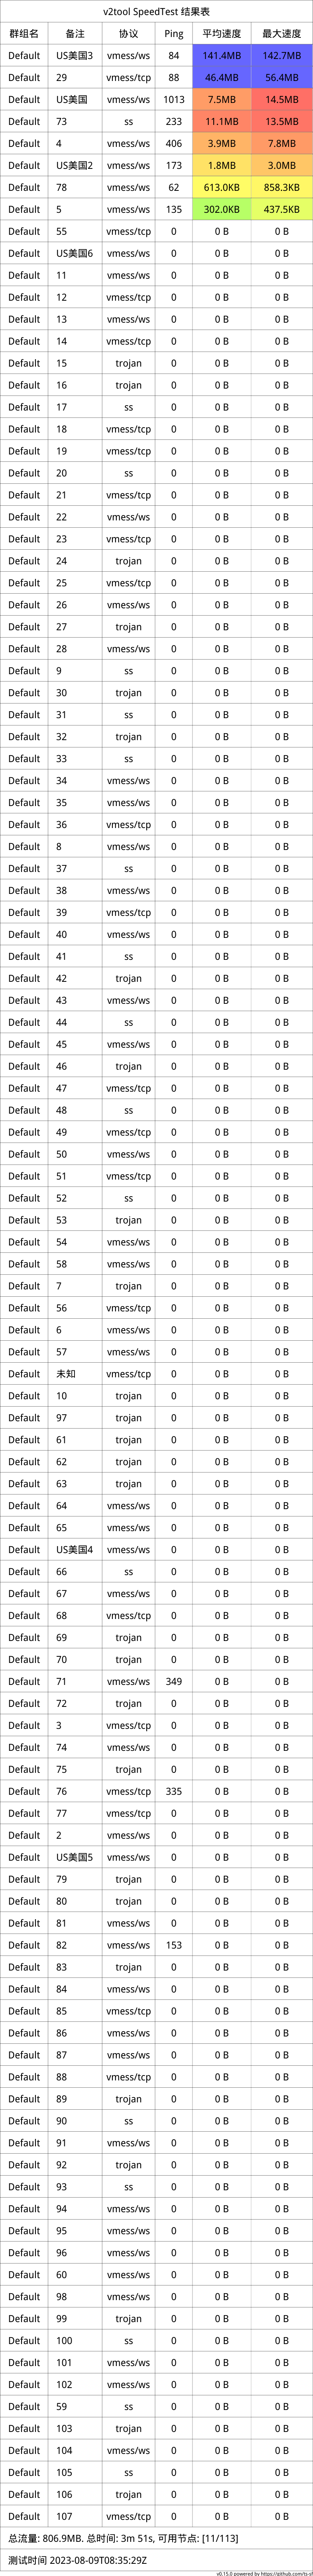 v2tool SpeedTest 结果表
群组名 备注 协议 Ping 平均速度 最大速度
Default US美国3 vmess/ws 84 141.4MB 142.7MB
Default 29 vmess/tcp 88 46.4MB 56.4MB
Default US美国 vmess/ws 1013 7.5MB 14.5MB
Default 73 ss 233 11.1MB 13.5MB
Default 4 vmess/ws 406 3.9MB 7.8MB
Default US美国2 vmess/ws 173 1.8MB 3.0MB
Default 78 vmess/ws 62 613.0KB 858.3KB
Default 5 vmess/ws 135 302.0KB 437.5KB
Default 55 vmess/tcp 0 0 B 0 B
Default US美国6 vmess/ws 0 0 B 0 B
Default 11 vmess/ws 0 0 B 0 B
Default 12 vmess/tcp 0 0 B 0 B
Default 13 vmess/ws 0 0 B 0 B
Default 14 vmess/tcp 0 0 B 0 B
Default 15 trojan 0 0 B 0 B
Default 16 trojan 0 0 B 0 B
Default 17 ss 0 0 B 0 B
Default 18 vmess/tcp 0 0 B 0 B
Default 19 vmess/tcp 0 0 B 0 B
Default 20 ss 0 0 B 0 B
Default 21 vmess/tcp 0 0 B 0 B
Default 22 vmess/ws 0 0 B 0 B
Default 23 vmess/tcp 0 0 B 0 B
Default 24 trojan 0 0 B 0 B
Default 25 vmess/tcp 0 0 B 0 B
Default 26 vmess/ws 0 0 B 0 B
Default 27 trojan 0 0 B 0 B
Default 28 vmess/ws 0 0 B 0 B
Default 9 ss 0 0 B 0 B
Default 30 trojan 0 0 B 0 B
Default 31 ss 0 0 B 0 B
Default 32 trojan 0 0 B 0 B
Default 33 ss 0 0 B 0 B
Default 34 vmess/ws 0 0 B 0 B
Default 35 vmess/ws 0 0 B 0 B
Default 36 vmess/tcp 0 0 B 0 B
Default 8 vmess/ws 0 0 B 0 B
Default 37 ss 0 0 B 0 B
Default 38 vmess/ws 0 0 B 0 B
Default 39 vmess/tcp 0 0 B 0 B
Default 40 vmess/ws 0 0 B 0 B
Default 41 ss 0 0 B 0 B
Default 42 trojan 0 0 B 0 B
Default 43 vmess/ws 0 0 B 0 B
Default 44 ss 0 0 B 0 B
Default 45 vmess/ws 0 0 B 0 B
Default 46 trojan 0 0 B 0 B
Default 47 vmess/tcp 0 0 B 0 B
Default 48 ss 0 0 B 0 B
Default 49 vmess/tcp 0 0 B 0 B
Default 50 vmess/ws 0 0 B 0 B
Default 51 vmess/tcp 0 0 B 0 B
Default 52 ss 0 0 B 0 B
Default 53 trojan 0 0 B 0 B
Default 54 vmess/ws 0 0 B 0 B
Default 58 vmess/ws 0 0 B 0 B
Default 7 trojan 0 0 B 0 B
Default 56 vmess/tcp 0 0 B 0 B
Default 6 vmess/ws 0 0 B 0 B
Default 57 vmess/ws 0 0 B 0 B
Default 未知 vmess/tcp 0 0 B 0 B
Default 10 trojan 0 0 B 0 B
Default 97 trojan 0 0 B 0 B
Default 61 trojan 0 0 B 0 B
Default 62 trojan 0 0 B 0 B
Default 63 trojan 0 0 B 0 B
Default 64 vmess/ws 0 0 B 0 B
Default 65 vmess/ws 0 0 B 0 B
Default US美国4 vmess/ws 0 0 B 0 B
Default 66 ss 0 0 B 0 B
Default 67 vmess/ws 0 0 B 0 B
Default 68 vmess/tcp 0 0 B 0 B
Default 69 trojan 0 0 B 0 B
Default 70 trojan 0 0 B 0 B
Default 71 vmess/ws 349 0 B 0 B
Default 72 trojan 0 0 B 0 B
Default 3 vmess/tcp 0 0 B 0 B
Default 74 vmess/ws 0 0 B 0 B
Default 75 trojan 0 0 B 0 B
Default 76 vmess/tcp 335 0 B 0 B
Default 77 vmess/tcp 0 0 B 0 B
Default 2 vmess/ws 0 0 B 0 B
Default US美国5 vmess/ws 0 0 B 0 B
Default 79 trojan 0 0 B 0 B
Default 80 trojan 0 0 B 0 B
Default 81 vmess/ws 0 0 B 0 B
Default 82 vmess/ws 153 0 B 0 B
Default 83 trojan 0 0 B 0 B
Default 84 vmess/ws 0 0 B 0 B
Default 85 vmess/tcp 0 0 B 0 B
Default 86 vmess/ws 0 0 B 0 B
Default 87 vmess/ws 0 0 B 0 B
Default 88 vmess/tcp 0 0 B 0 B
Default 89 trojan 0 0 B 0 B
Default 90 ss 0 0 B 0 B
Default 91 vmess/ws 0 0 B 0 B
Default 92 trojan 0 0 B 0 B
Default 93 ss 0 0 B 0 B
Default 94 vmess/ws 0 0 B 0 B
Default 95 vmess/ws 0 0 B 0 B
Default 96 vmess/ws 0 0 B 0 B
Default 60 vmess/ws 0 0 B 0 B
Default 98 vmess/ws 0 0 B 0 B
Default 99 trojan 0 0 B 0 B
Default 100 ss 0 0 B 0 B
Default 101 vmess/ws 0 0 B 0 B
Default 102 vmess/ws 0 0 B 0 B
Default 59 ss 0 0 B 0 B
Default 103 trojan 0 0 B 0 B
Default 104 vmess/ws 0 0 B 0 B
Default 105 ss 0 0 B 0 B
Default 106 trojan 0 0 B 0 B
Default 107 vmess/tcp 0 0 B 0 B
总流量: 806.9MB. 总时间: 3m 51s, 可用节点: [11/113]
测试时间 2023-08-09T08:35:29Z
v0.15.0 powered by https://github.com/ts-sf